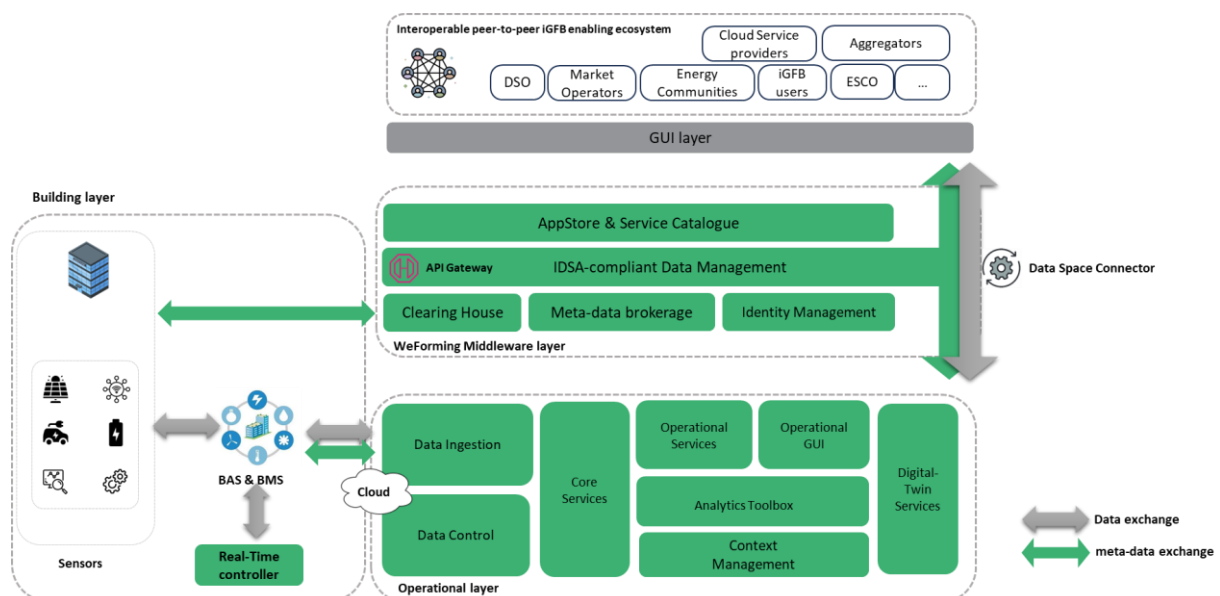 Interoperable peer-to-peer iGFB enabling ecosystem
Cloud Service
providers
Aggregators
DSO
Market
Operators
Energy
Communities
iGFB
users
ESCO
...
GUI layer
Building layer
AppStore & Service Catalogue
API Gateway
IDSA-compliant Data Management
Data Space Connector
Clearing House
Meta-data brokerage
Identity Management
WeForming Middleware layer
Data Ingestion
Core
Services
Operational
Services
Operational
GUI
Digital-
Twin
Services
BAS & BMS
Cloud
Analytics Toolbox
Data Control
Context
Management
Data exchange
meta-data exchange
Sensors
Real-Time
controller
Operational layer